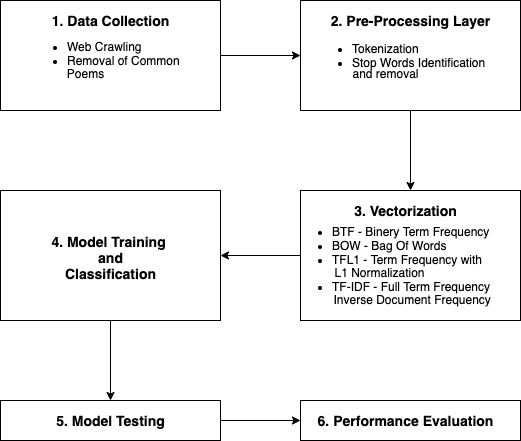 1. Data Collection
• Web Crawling
• Removal of Common
Poems
2. Pre-Processing Layer
• Tokenization
• Stop Words Identification
and removal
3. Vectorization
• BTF - Binery Term Frequency
• BOW - Bag Of Words
• TFL1 - Term Frequency with
L1 Normalization
• TF-IDF - Full Term Frequency
Inverse Document Frequency
4. Model Training
and
Classification
5. Model Testing
6. Performance Evaluation